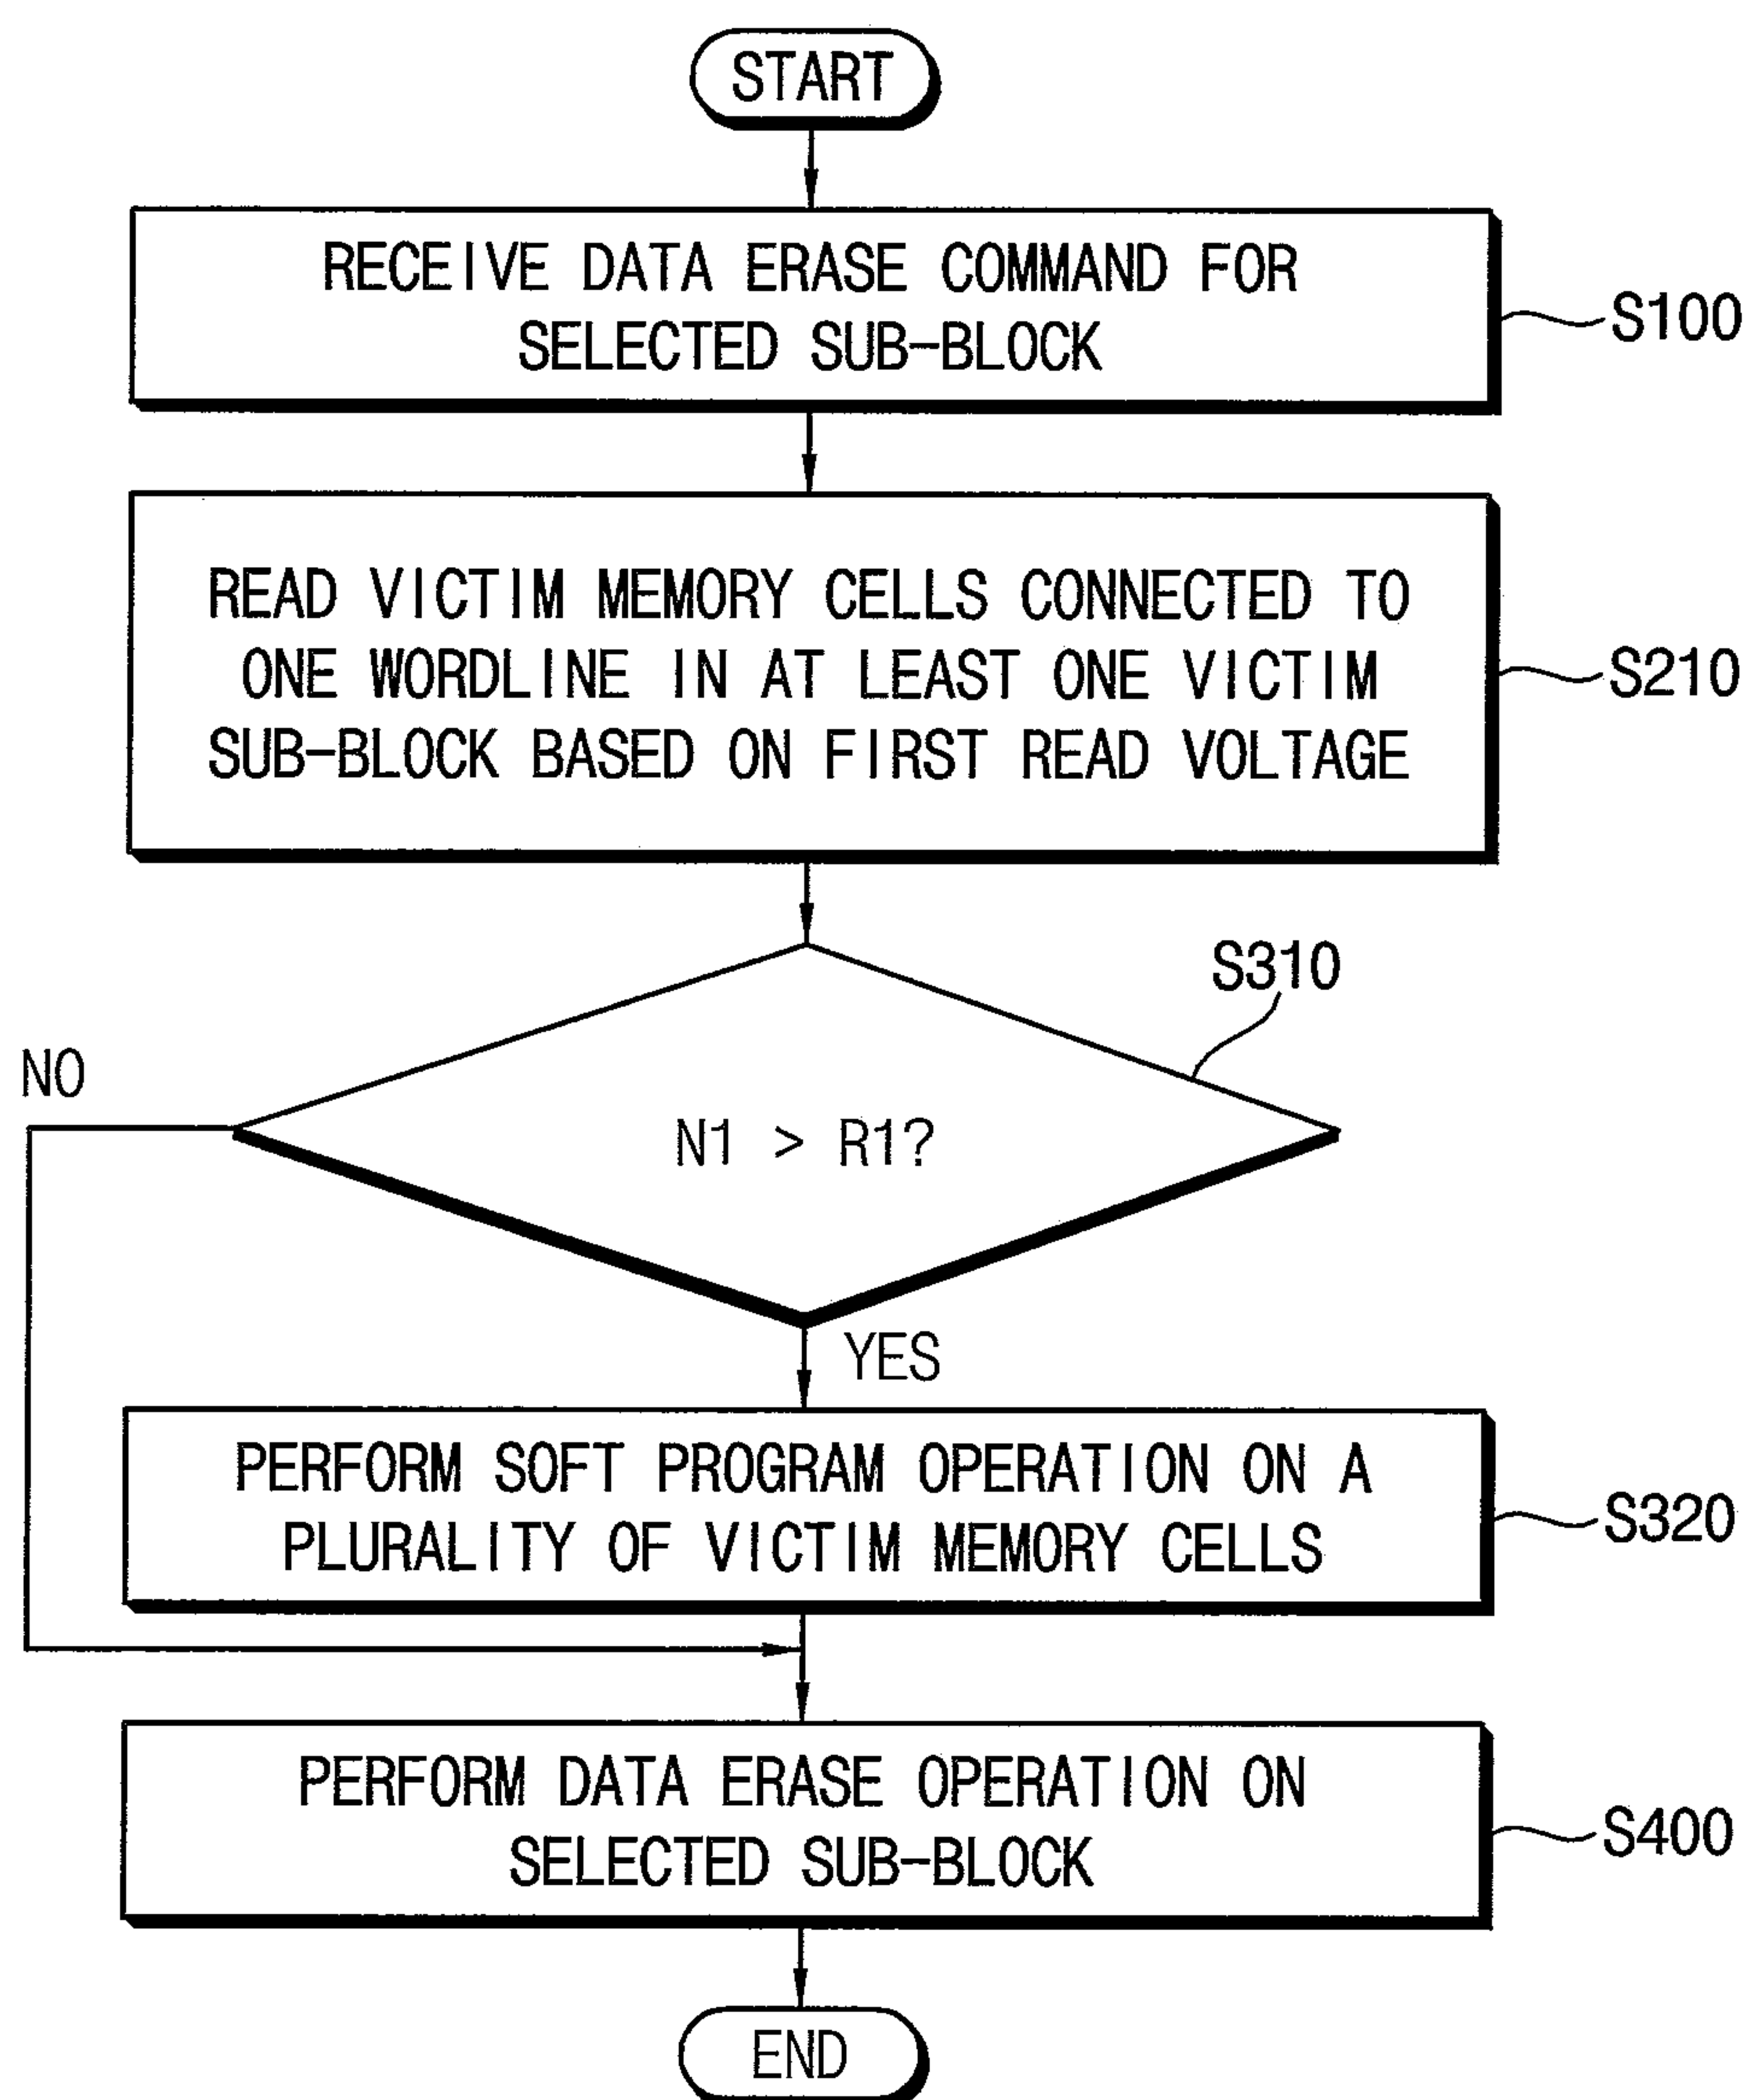 START
RECEIVE DATA ERASE COMMAND FOR
SELECTED SUB-BLOCK
S100
READ VICTIM MEMORY CELLS CONNECTED TO
ONE WORDLINE IN AT LEAST ONE VICTIM
SUB-BLOCK BASED ON FIRST READ VOLTAGE
S210
S310
NO
N1 > R1?
YES
PERFORM SOFT PROGRAM OPERATION ON A
PLURALITY OF VICTIM MEMORY CELLS
S320
PERFORM DATA ERASE OPERATION ON
SELECTED SUB-BLOCK
S400
END